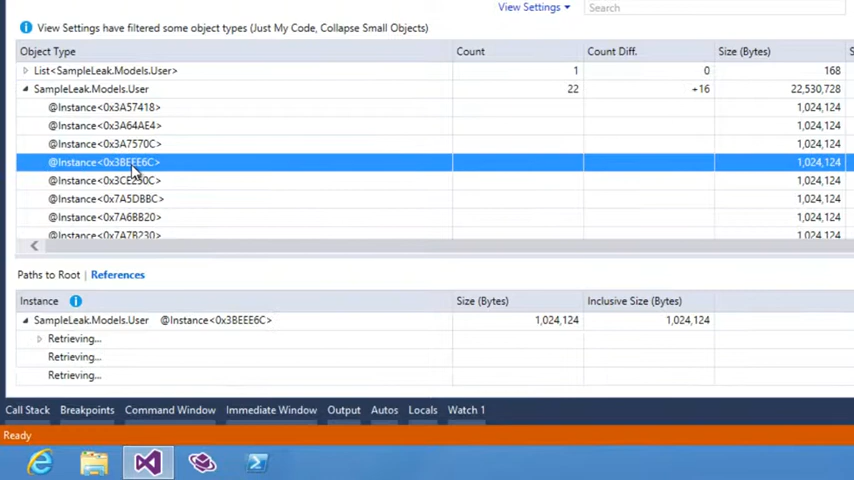 View Settings
Search
View Settings have filtered some object types (Just My Code, Collapse Small Objects)
Object Type Count Count Diff. Size (Bytes)
List<SampleLeak.Models.User> 1 0 168
SampleLeak.Models.User 22 +16 22,530,728
@Instance<0x3A57418> 1,024,124
@Instance<0x3A64AE4> 1,024,124
@Instance<0x3A7570C> 1,024,124
@Instance<0x3BEEE6C> 1,024,124
@Instance<0x3CE250C> 1,024,124
@Instance<0x7A5DBBC> 1,024,124
@Instance<0x7A6BB20> 1,024,124
@Instance<0x7A7B230> 1,024,124
Paths to Root References
Instance Size (Bytes) Inclusive Size (Bytes)
SampleLeak.Models.User @Instance<0x3BEEE6C> 1,024,124 1,024,124
Retrieving...
Retrieving...
Retrieving...
Call Stack Breakpoints Command Window Immediate Window Output Autos Locals Watch 1
Ready